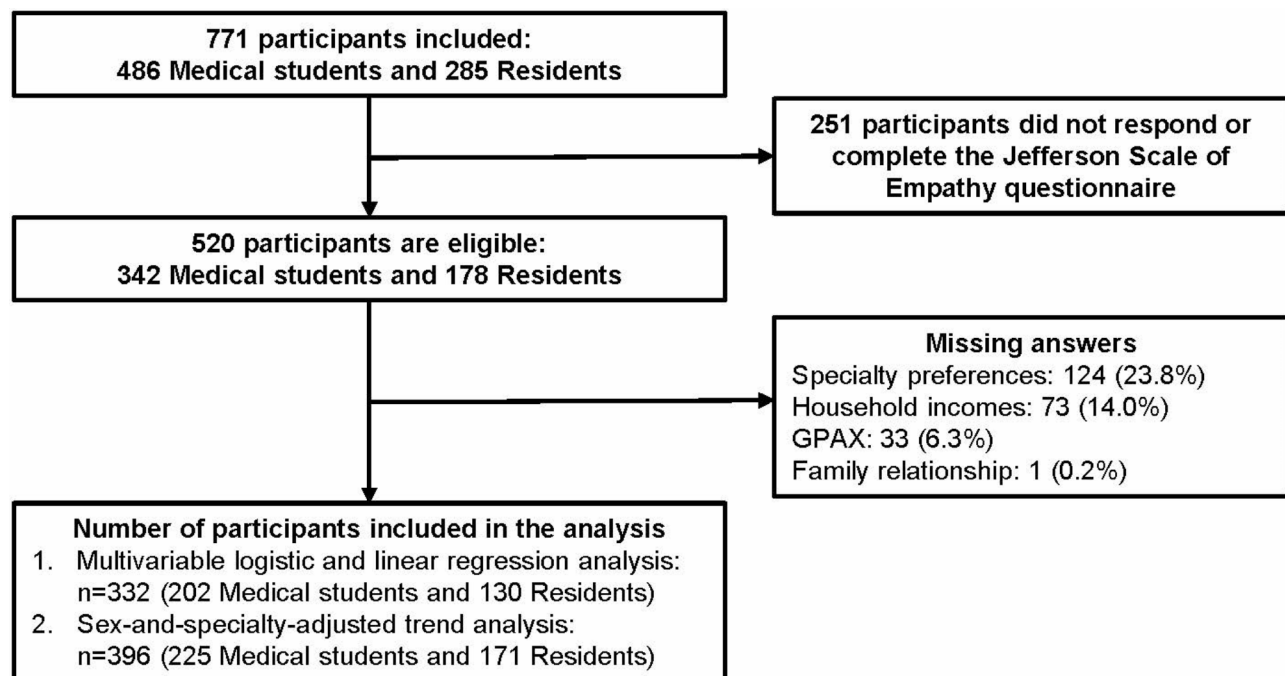 771 participants included:
486 Medical students and 285 Residents
251 participants did not respond or
complete the Jefferson Scale of
Empathy questionnaire
520 participants are eligible:
342 Medical students and 178 Residents
Missing answers
Specialty preferences: 124 (23.8%)
Household incomes: 73 (14.0%)
GPAX: 33 (6.3%)
Family relationship: 1 (0.2%)
Number of participants included in the analysis
1. Multivariable logistic and linear regression analysis:
n=332 (202 Medical students and 130 Residents)
2. Sex-and-specialty-adjusted trend analysis:
n=396 (225 Medical students and 171 Residents)